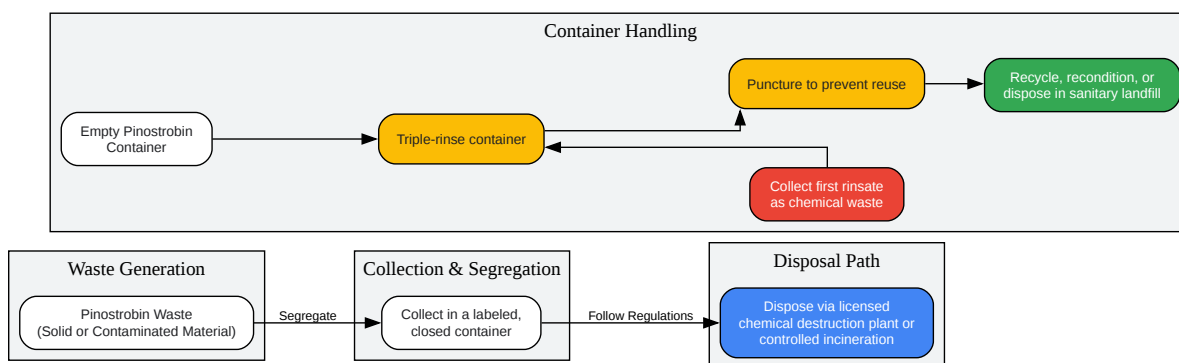 Container Handling
Empty Pinostrobin
Container
Triple-rinse container
Puncture to prevent reuse
Recycle, recondition, or
dispose in sanitary landfill
Collect first rinsate
as chemical waste
Waste Generation
Pinostrobin Waste
(Solid or Contaminated Material)
Segregate
Collection & Segregation
Collect in a labeled,
closed container
Follow Regulations
Disposal Path
Dispose via licensed
chemical destruction plant or
controlled incineration